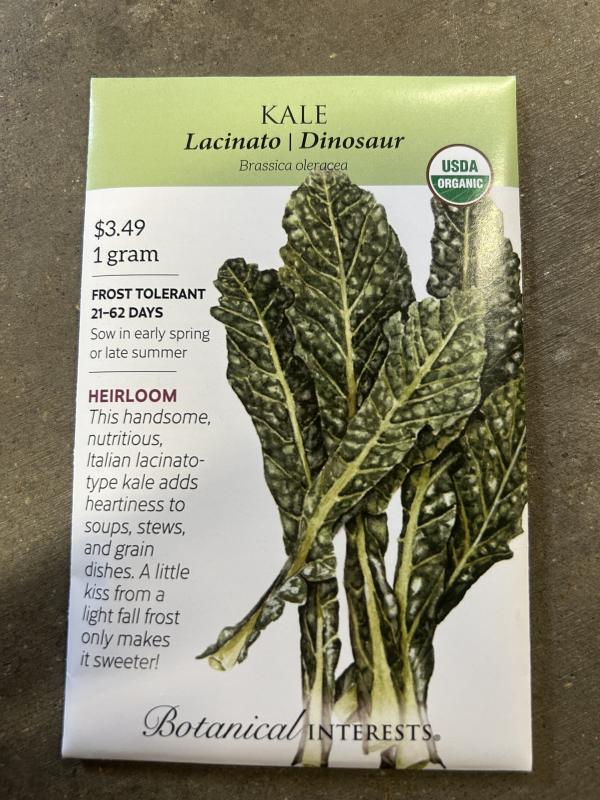 KALE
Lacinato | Dinosaur
Brassica oleracea
USDA
ORGANIC
$3.49
1 gram
FROST TOLERANT
21–62 DAYS
Sow in early spring
or late summer
HEIRLOOM
This handsome,
nutritious,
Italian lacinato-
type kale adds
heartiness to
soups, stews,
and grain
dishes. A little
kiss from a
light fall frost
only makes
it sweeter!
Botanical INTERESTS®